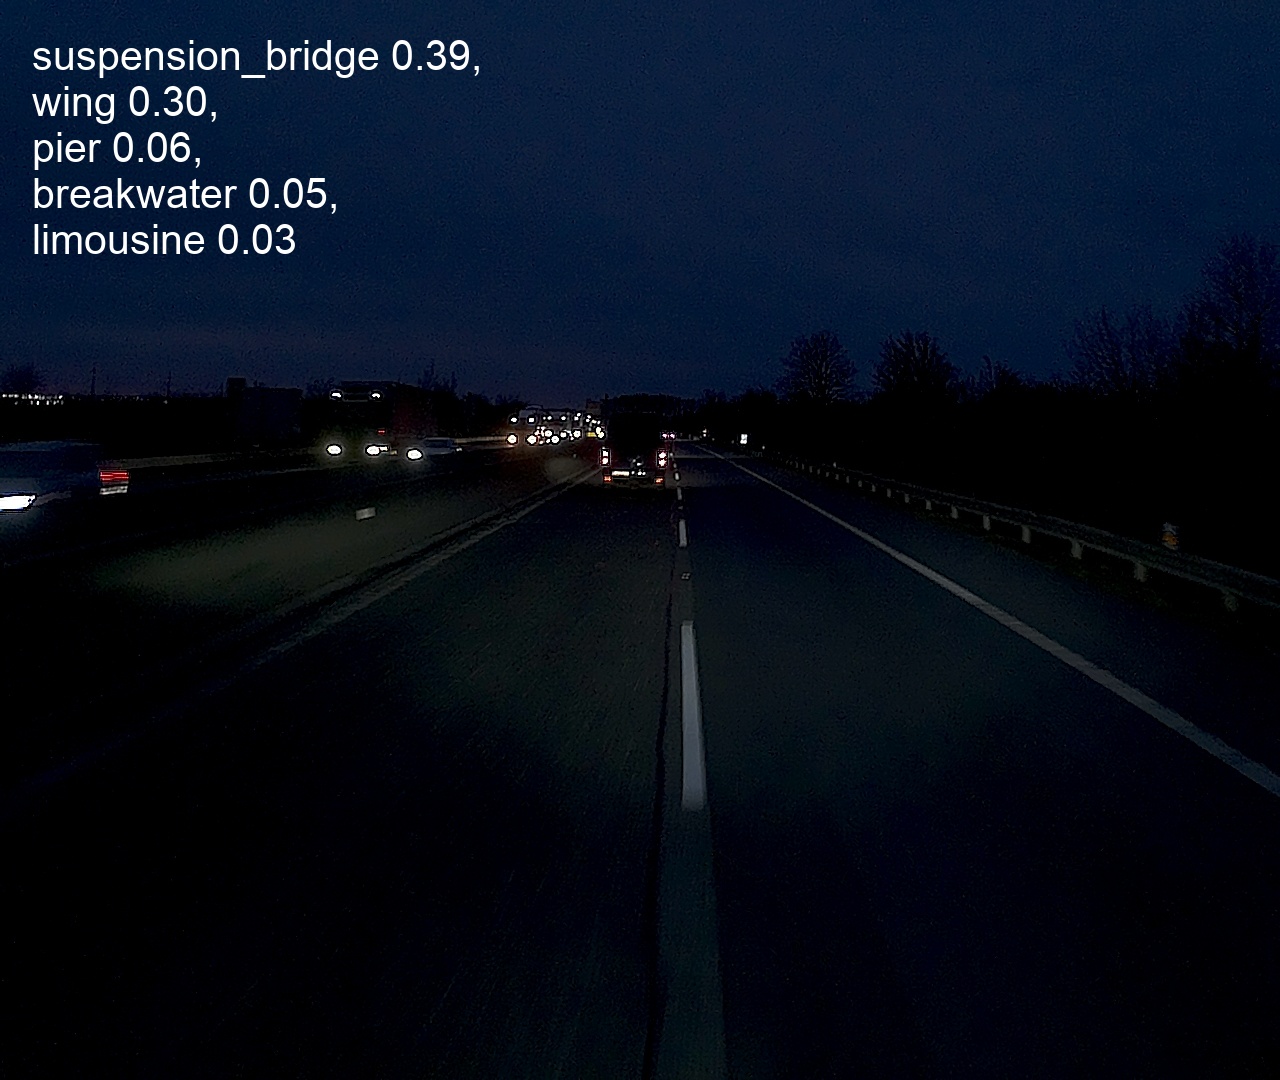 suspension_bridge 0.39,
wing 0.30,
pier 0.06,
breakwater 0.05,
limousine 0.03